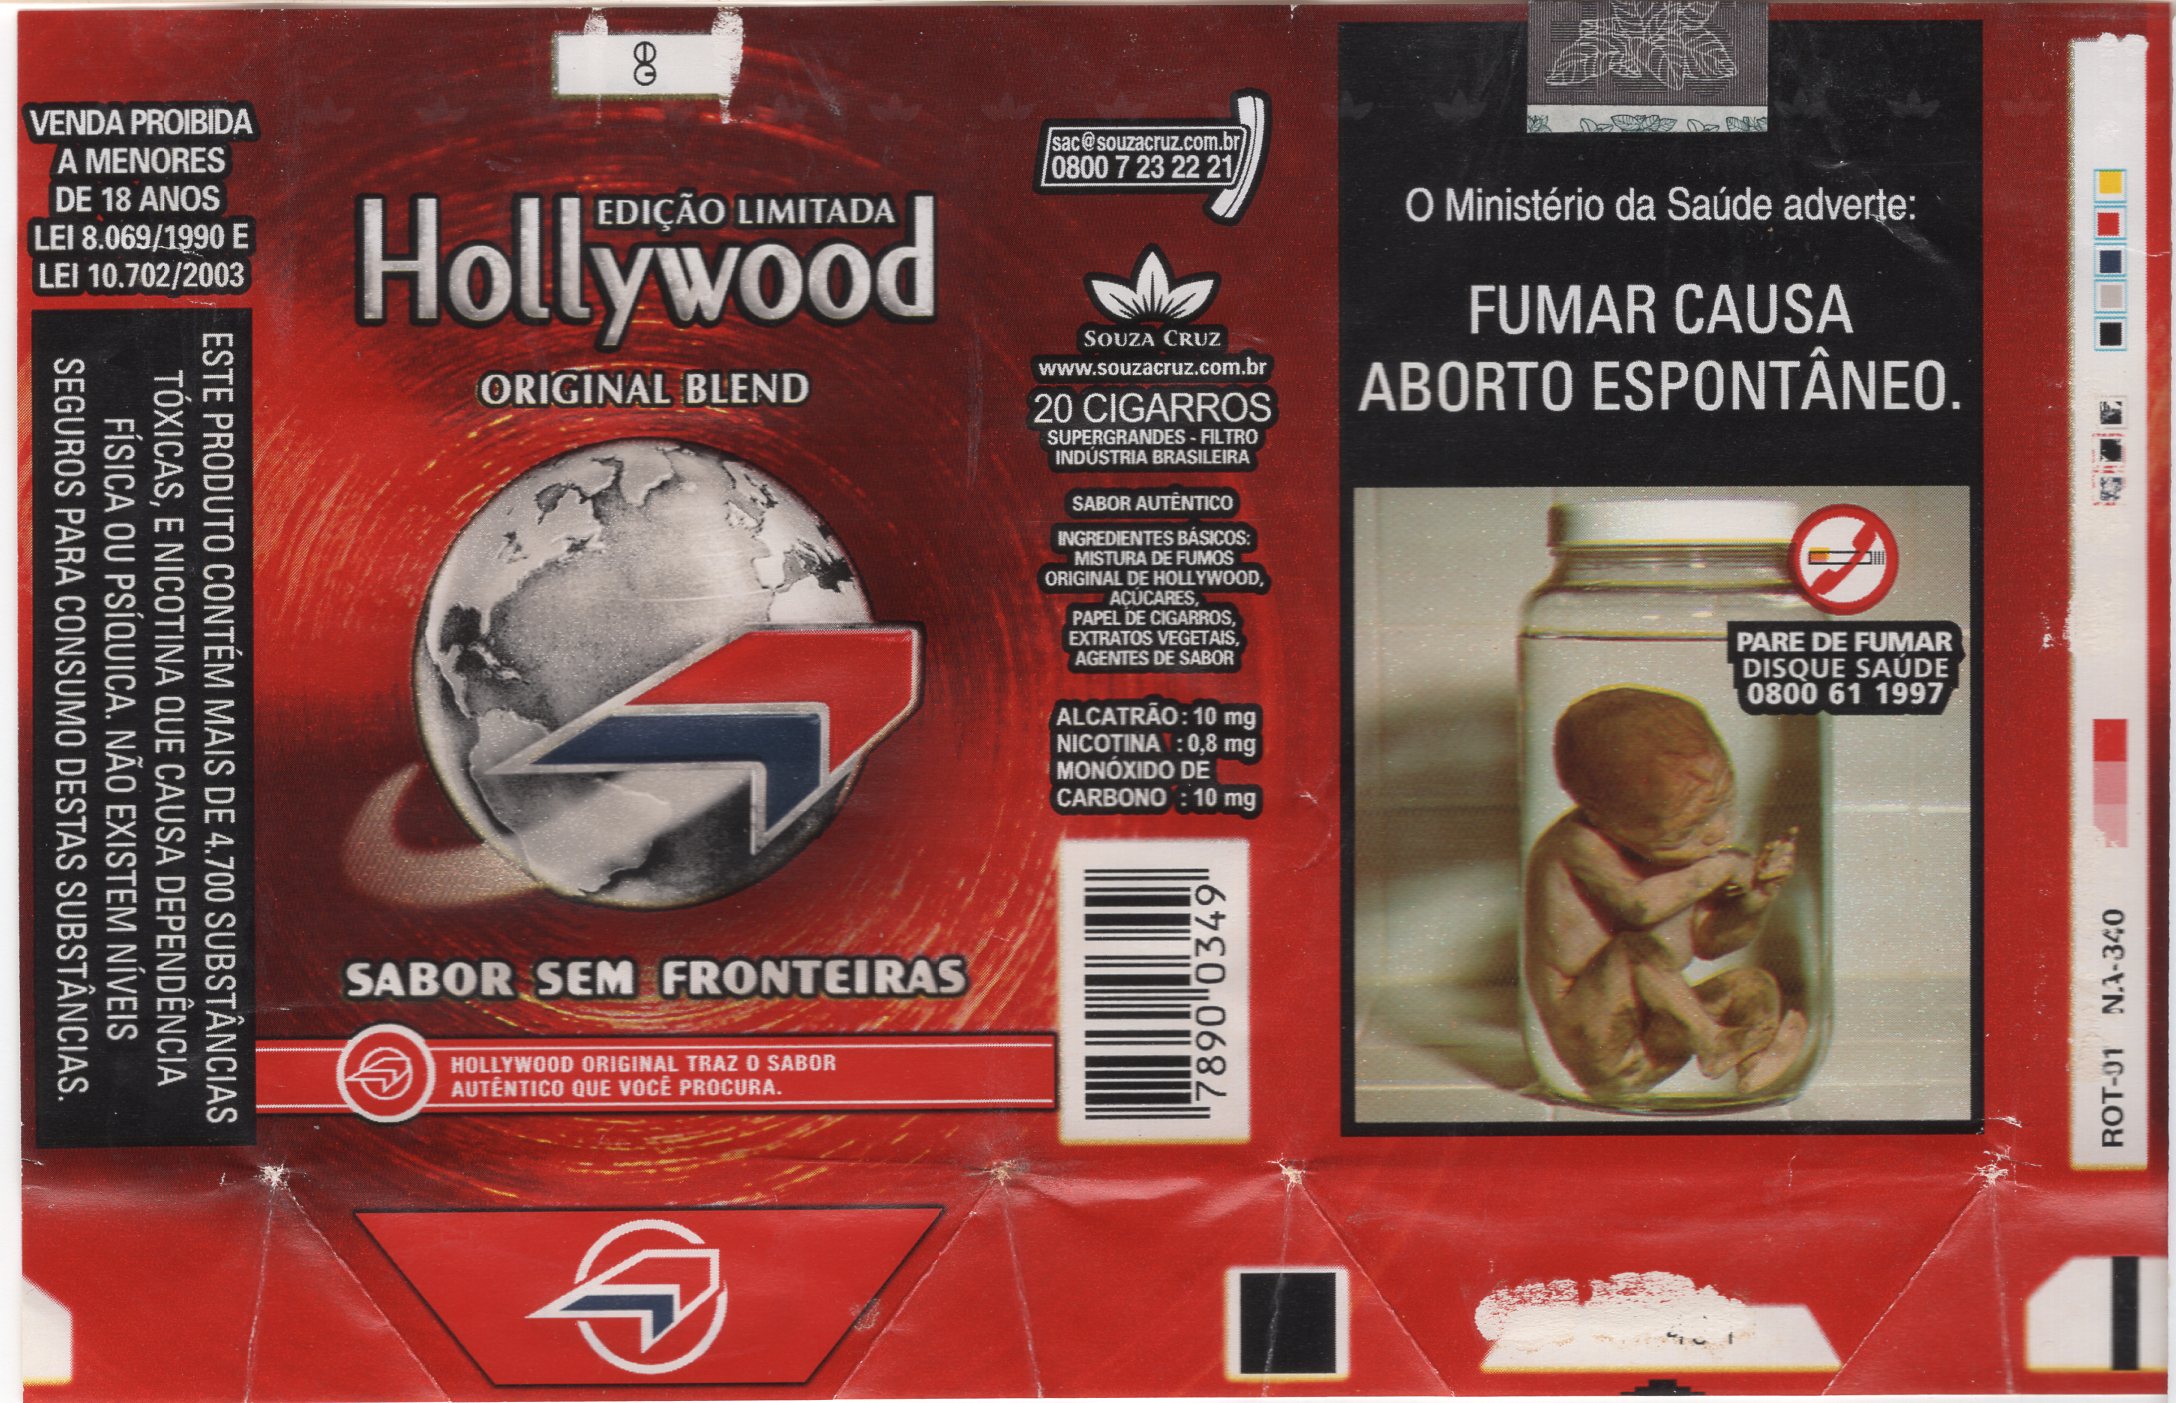 VENDA PROIBIDA
A MENORES
DE 18 ANOS
LEI 8.069/1990 E
LEI 10.702/2003
ESTE PRODUTO CONTÉM MAIS DE 4.700 SUBSTÂNCIAS
TÓXICAS, E NICOTINA QUE CAUSA DEPENDÊNCIA
FÍSICA OU PSÍQUICA. NÃO EXISTEM NÍVEIS
SEGUROS PARA CONSUMO DESTAS SUBSTÂNCIAS.
EDIÇÃO LIMITADA
Hollywood
ORIGINAL BLEND
SABOR SEM FRONTEIRAS
HOLLYWOOD ORIGINAL TRAZ O SABOR
AUTÊNTICO QUE VOCÊ PROCURA.
sac@souzacruz.com.br
0800 7 23 22 21
SOUZA CRUZ
www.souzacruz.com.br
20 CIGARROS
SUPERGRANDES - FILTRO
INDÚSTRIA BRASILEIRA
SABOR AUTÊNTICO
INGREDIENTES BÁSICOS:
MISTURA DE FUMOS
ORIGINAL DE HOLLYWOOD,
AÇÚCARES,
PAPEL DE CIGARROS,
EXTRATOS VEGETAIS,
AGENTES DE SABOR
ALCATRÃO : 10 mg
NICOTINA : 0,8 mg
MONÓXIDO DE
CARBONO : 10 mg
78900349
O Ministério da Saúde adverte:
FUMAR CAUSA
ABORTO ESPONTÂNEO.
PARE DE FUMAR
DISQUE SAÚDE
0800 61 1997
ROT-01 NA-340